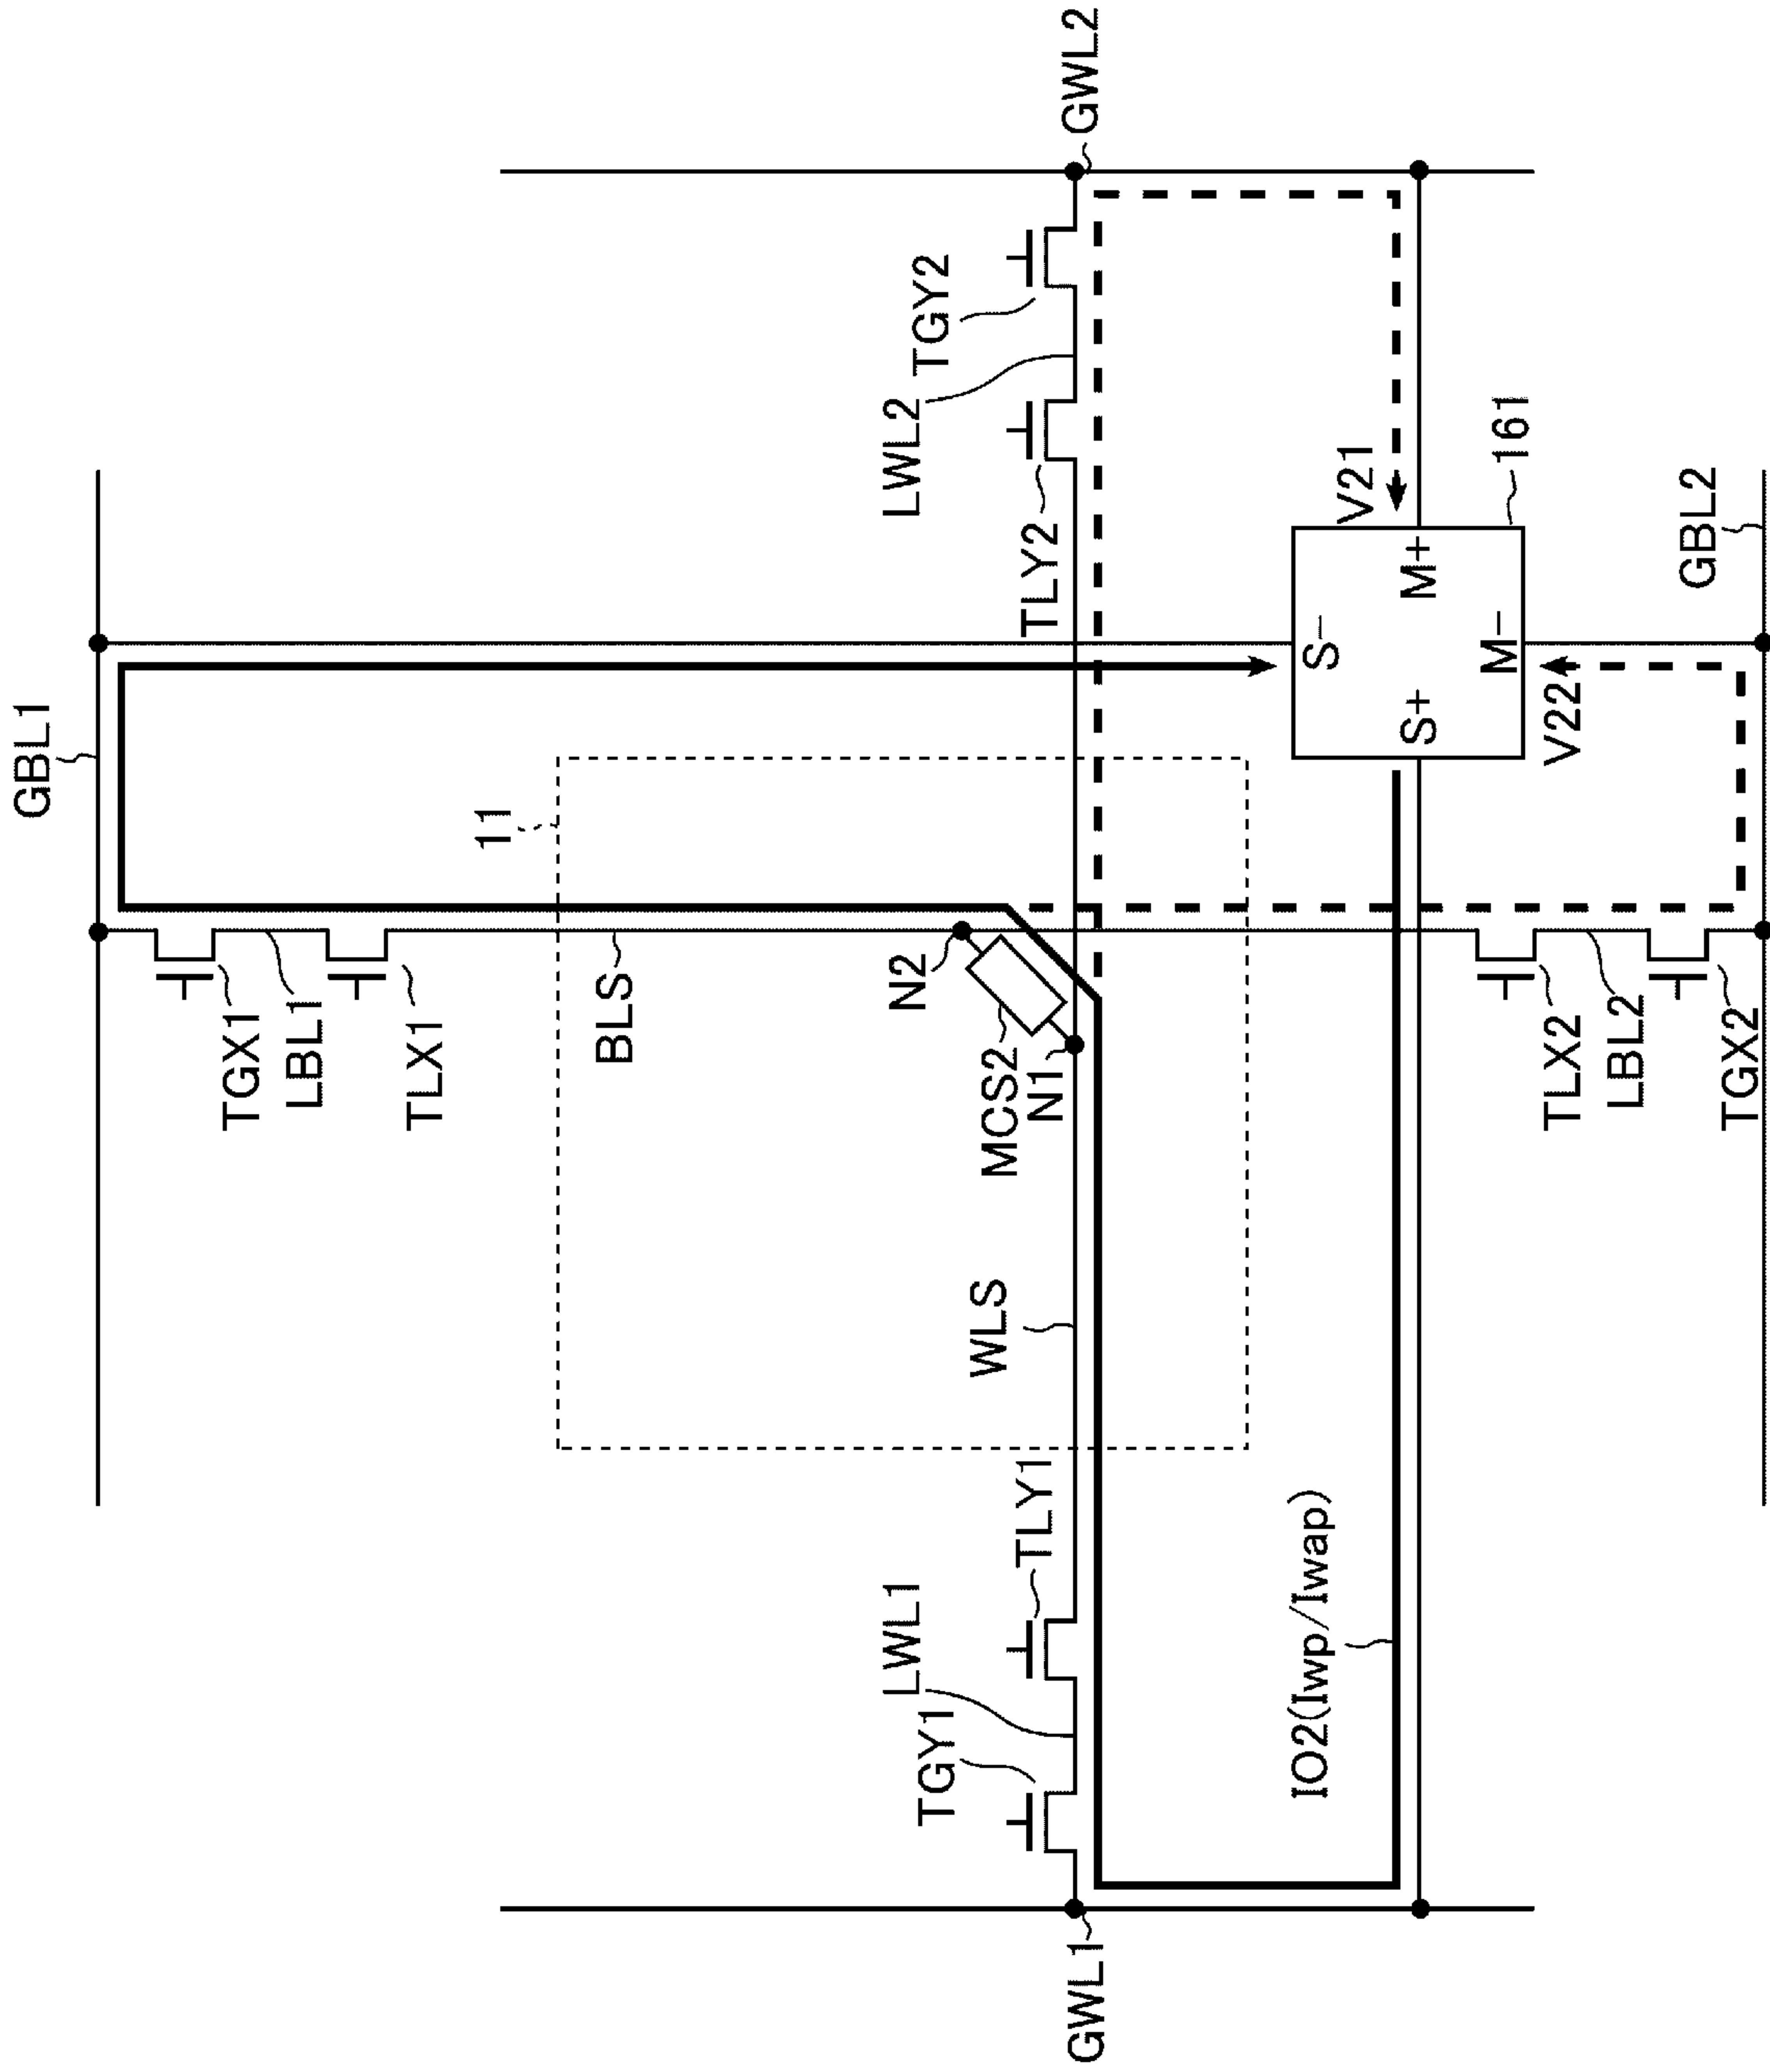 GBL1
TGX1
LBL1
TLX1
11
BLS
N2
MCS2
N1
WLS
TGY1
LWL1
TLY1
TLY2
LWL2
TGY2
GWL1
GWL2
IO2(Iwp/Iwap)
S-
S+
M+
M-
V21
V22
161
TLX2
LBL2
TGX2
GBL2